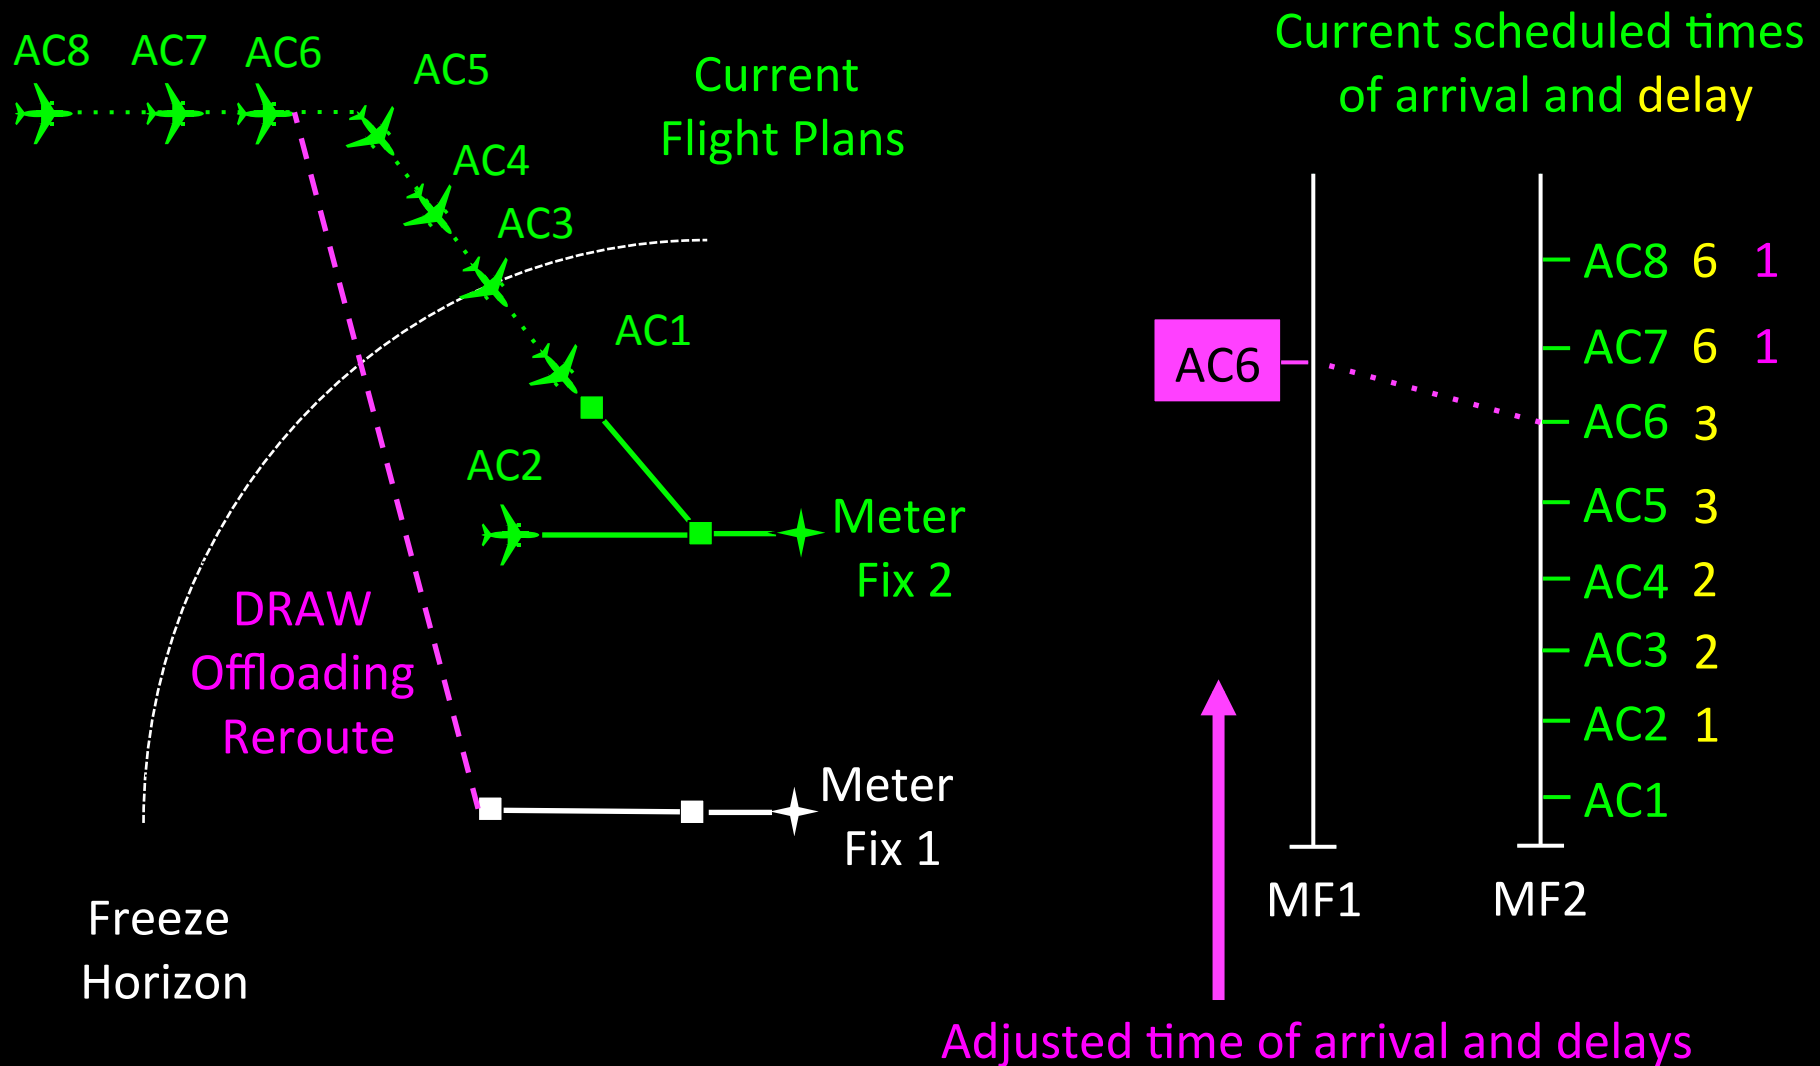 AC8
AC7
AC6
AC5
AC4
AC3
AC1
AC2
Current
Flight Plans
Meter
Fix 2
DRAW
Offloading
Reroute
Meter
Fix 1
Freeze
Horizon
Current scheduled times
of arrival and delay
AC8 6 1
AC7 6 1
AC6
AC6 3
AC5 3
AC4 2
AC3 2
AC2 1
AC1
MF1
MF2
Adjusted time of arrival and delays